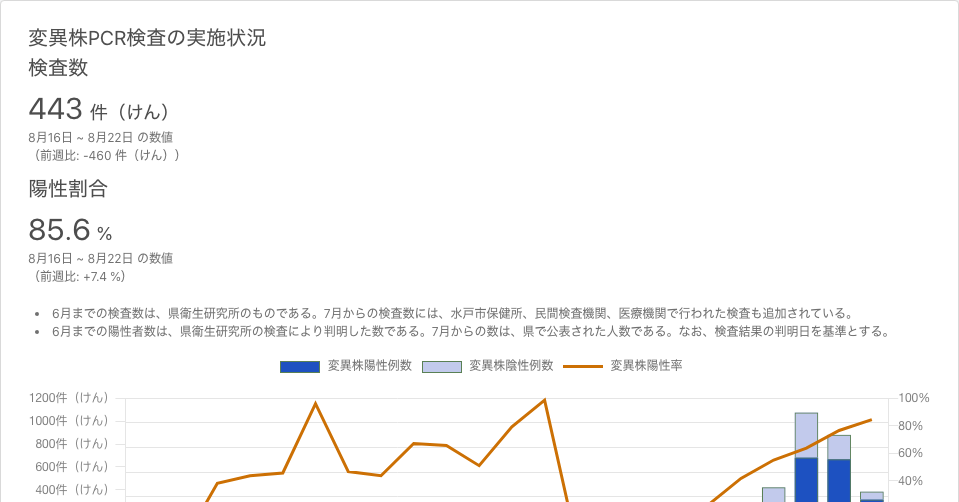 変異株PCR検査の実施状況
検査数
443 件（けん）
8月16日 ~ 8月22日 の数値
（前週比: -460 件（けん））
陽性割合
85.6 %
8月16日 ~ 8月22日 の数値
（前週比: +7.4 %）
6月までの検査数は、県衛生研究所のものである。7月からの検査数には、水戸市保健所、民間検査機関、医療機関で行われた検査も追加されている。
6月までの陽性者数は、県衛生研究所の検査により判明した数である。7月からの数は、県で公表された人数である。なお、検査結果の判明日を基準とする。
変異株陽性例数 変異株陰性例数 変異株陽性率
1200件（けん） 100%
1000件（けん） 80%
800件（けん）
600件（けん） 60%
400件（けん） 40%